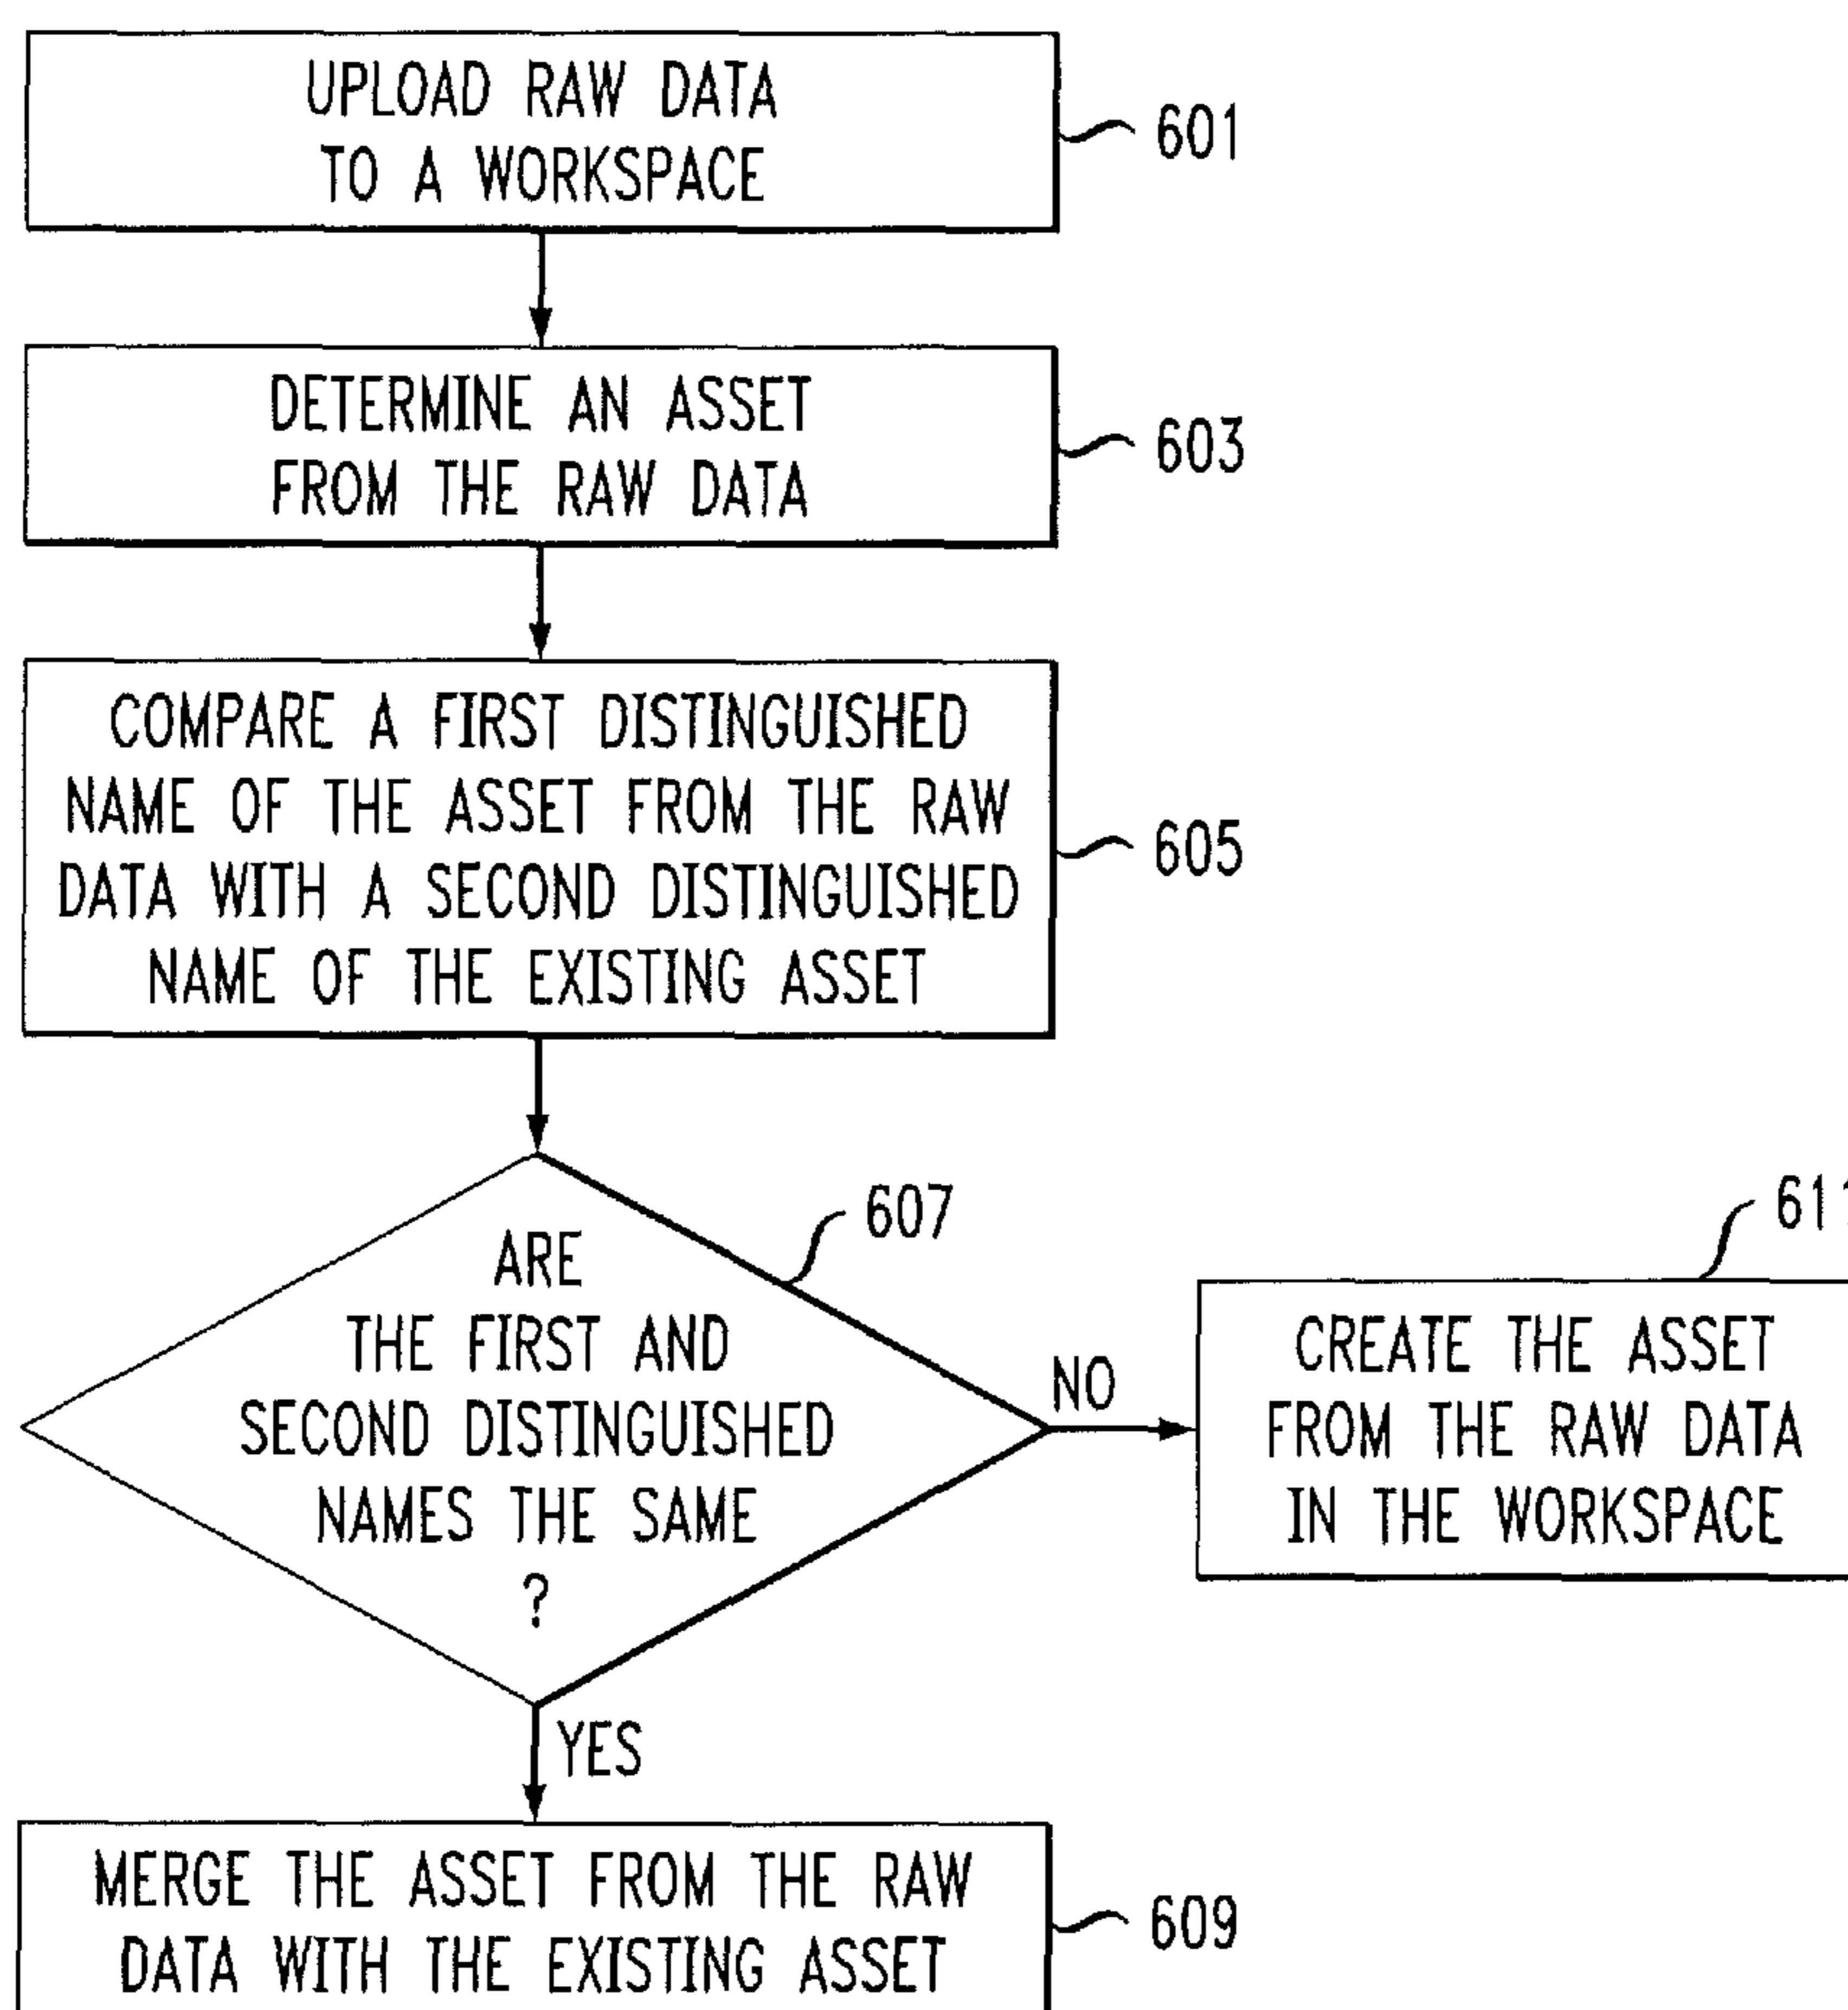 UPLOAD RAW DATA
TO A WORKSPACE
601
DETERMINE AN ASSET
FROM THE RAW DATA
603
COMPARE A FIRST DISTINGUISHED
NAME OF THE ASSET FROM THE RAW
DATA WITH A SECOND DISTINGUISHED
NAME OF THE EXISTING ASSET
605
ARE
THE FIRST AND
SECOND DISTINGUISHED
NAMES THE SAME
?
607
NO
611
CREATE THE ASSET
FROM THE RAW DATA
IN THE WORKSPACE
YES
MERGE THE ASSET FROM THE RAW
DATA WITH THE EXISTING ASSET
609